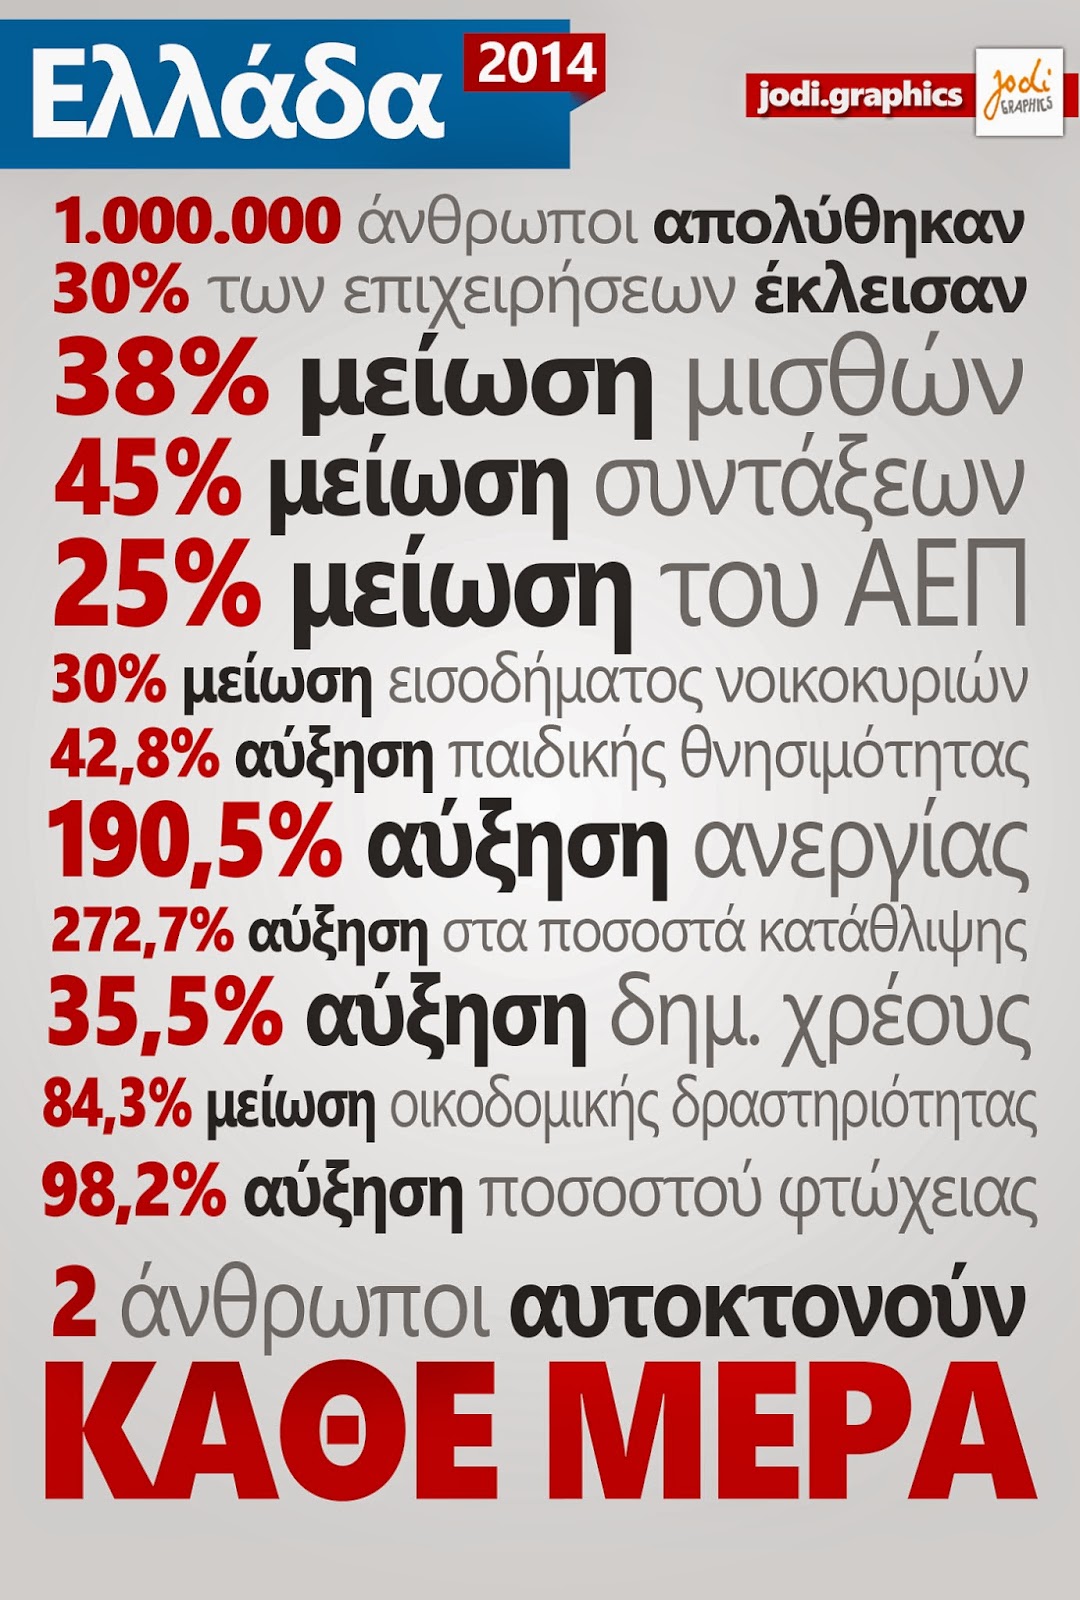 Ελλάδα 2014
jodi.graphics
jodi
GRAPHICS
1.000.000 άνθρωποι απολύθηκαν
30% των επιχειρήσεων έκλεισαν
38% μείωση μισθών
45% μείωση συντάξεων
25% μείωση του ΑΕΠ
30% μείωση εισοδήματος νοικοκυριών
42,8% αύξηση παιδικής θνησιμότητας
190,5% αύξηση ανεργίας
272,7% αύξηση στα ποσοστά κατάθλιψης
35,5% αύξηση δημ. χρέους
84,3% μείωση οικοδομικής δραστηριότητας
98,2% αύξηση ποσοστού φτώχειας
2 άνθρωποι αυτοκτονούν
ΚΑΘΕ ΜΕΡΑ